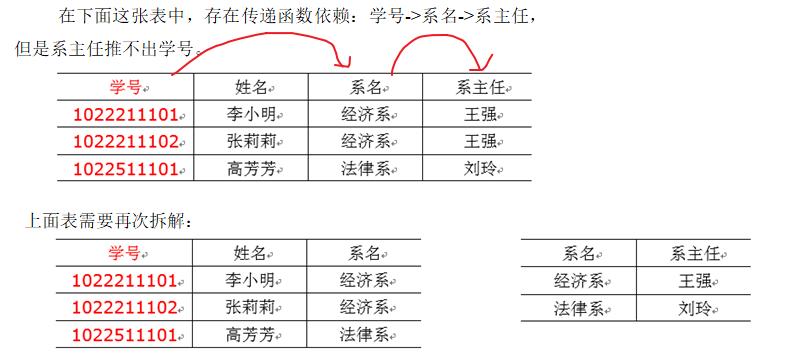 在下面这张表中，存在传递函数依赖：学号->系名->系主任，
但是系主任推不出学号。
学号 姓名 系名 系主任
1022211101 李小明 经济系 王强
1022211102 张莉莉 经济系 王强
1022511101 高芳芳 法律系 刘玲
上面表需要再次拆解：
学号 姓名 系名
1022211101 李小明 经济系
1022211102 张莉莉 经济系
1022511101 高芳芳 法律系
系名 系主任
经济系 王强
法律系 刘玲